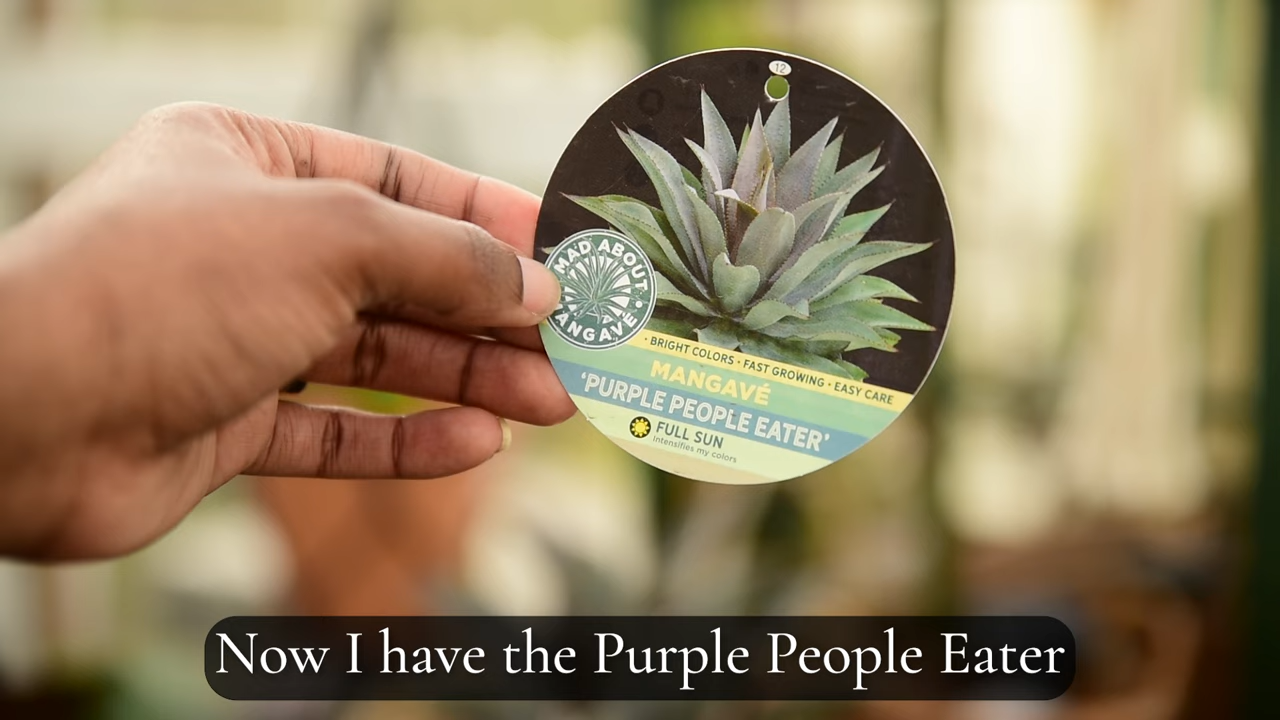 12
MAD ABOUT
MANGAVE
• BRIGHT COLORS • FAST GROWING • EASY CARE
MANGAVÉ
'PURPLE PEOPLE EATER'
FULL SUN
Intensifies my colors
Now I have the Purple People Eater